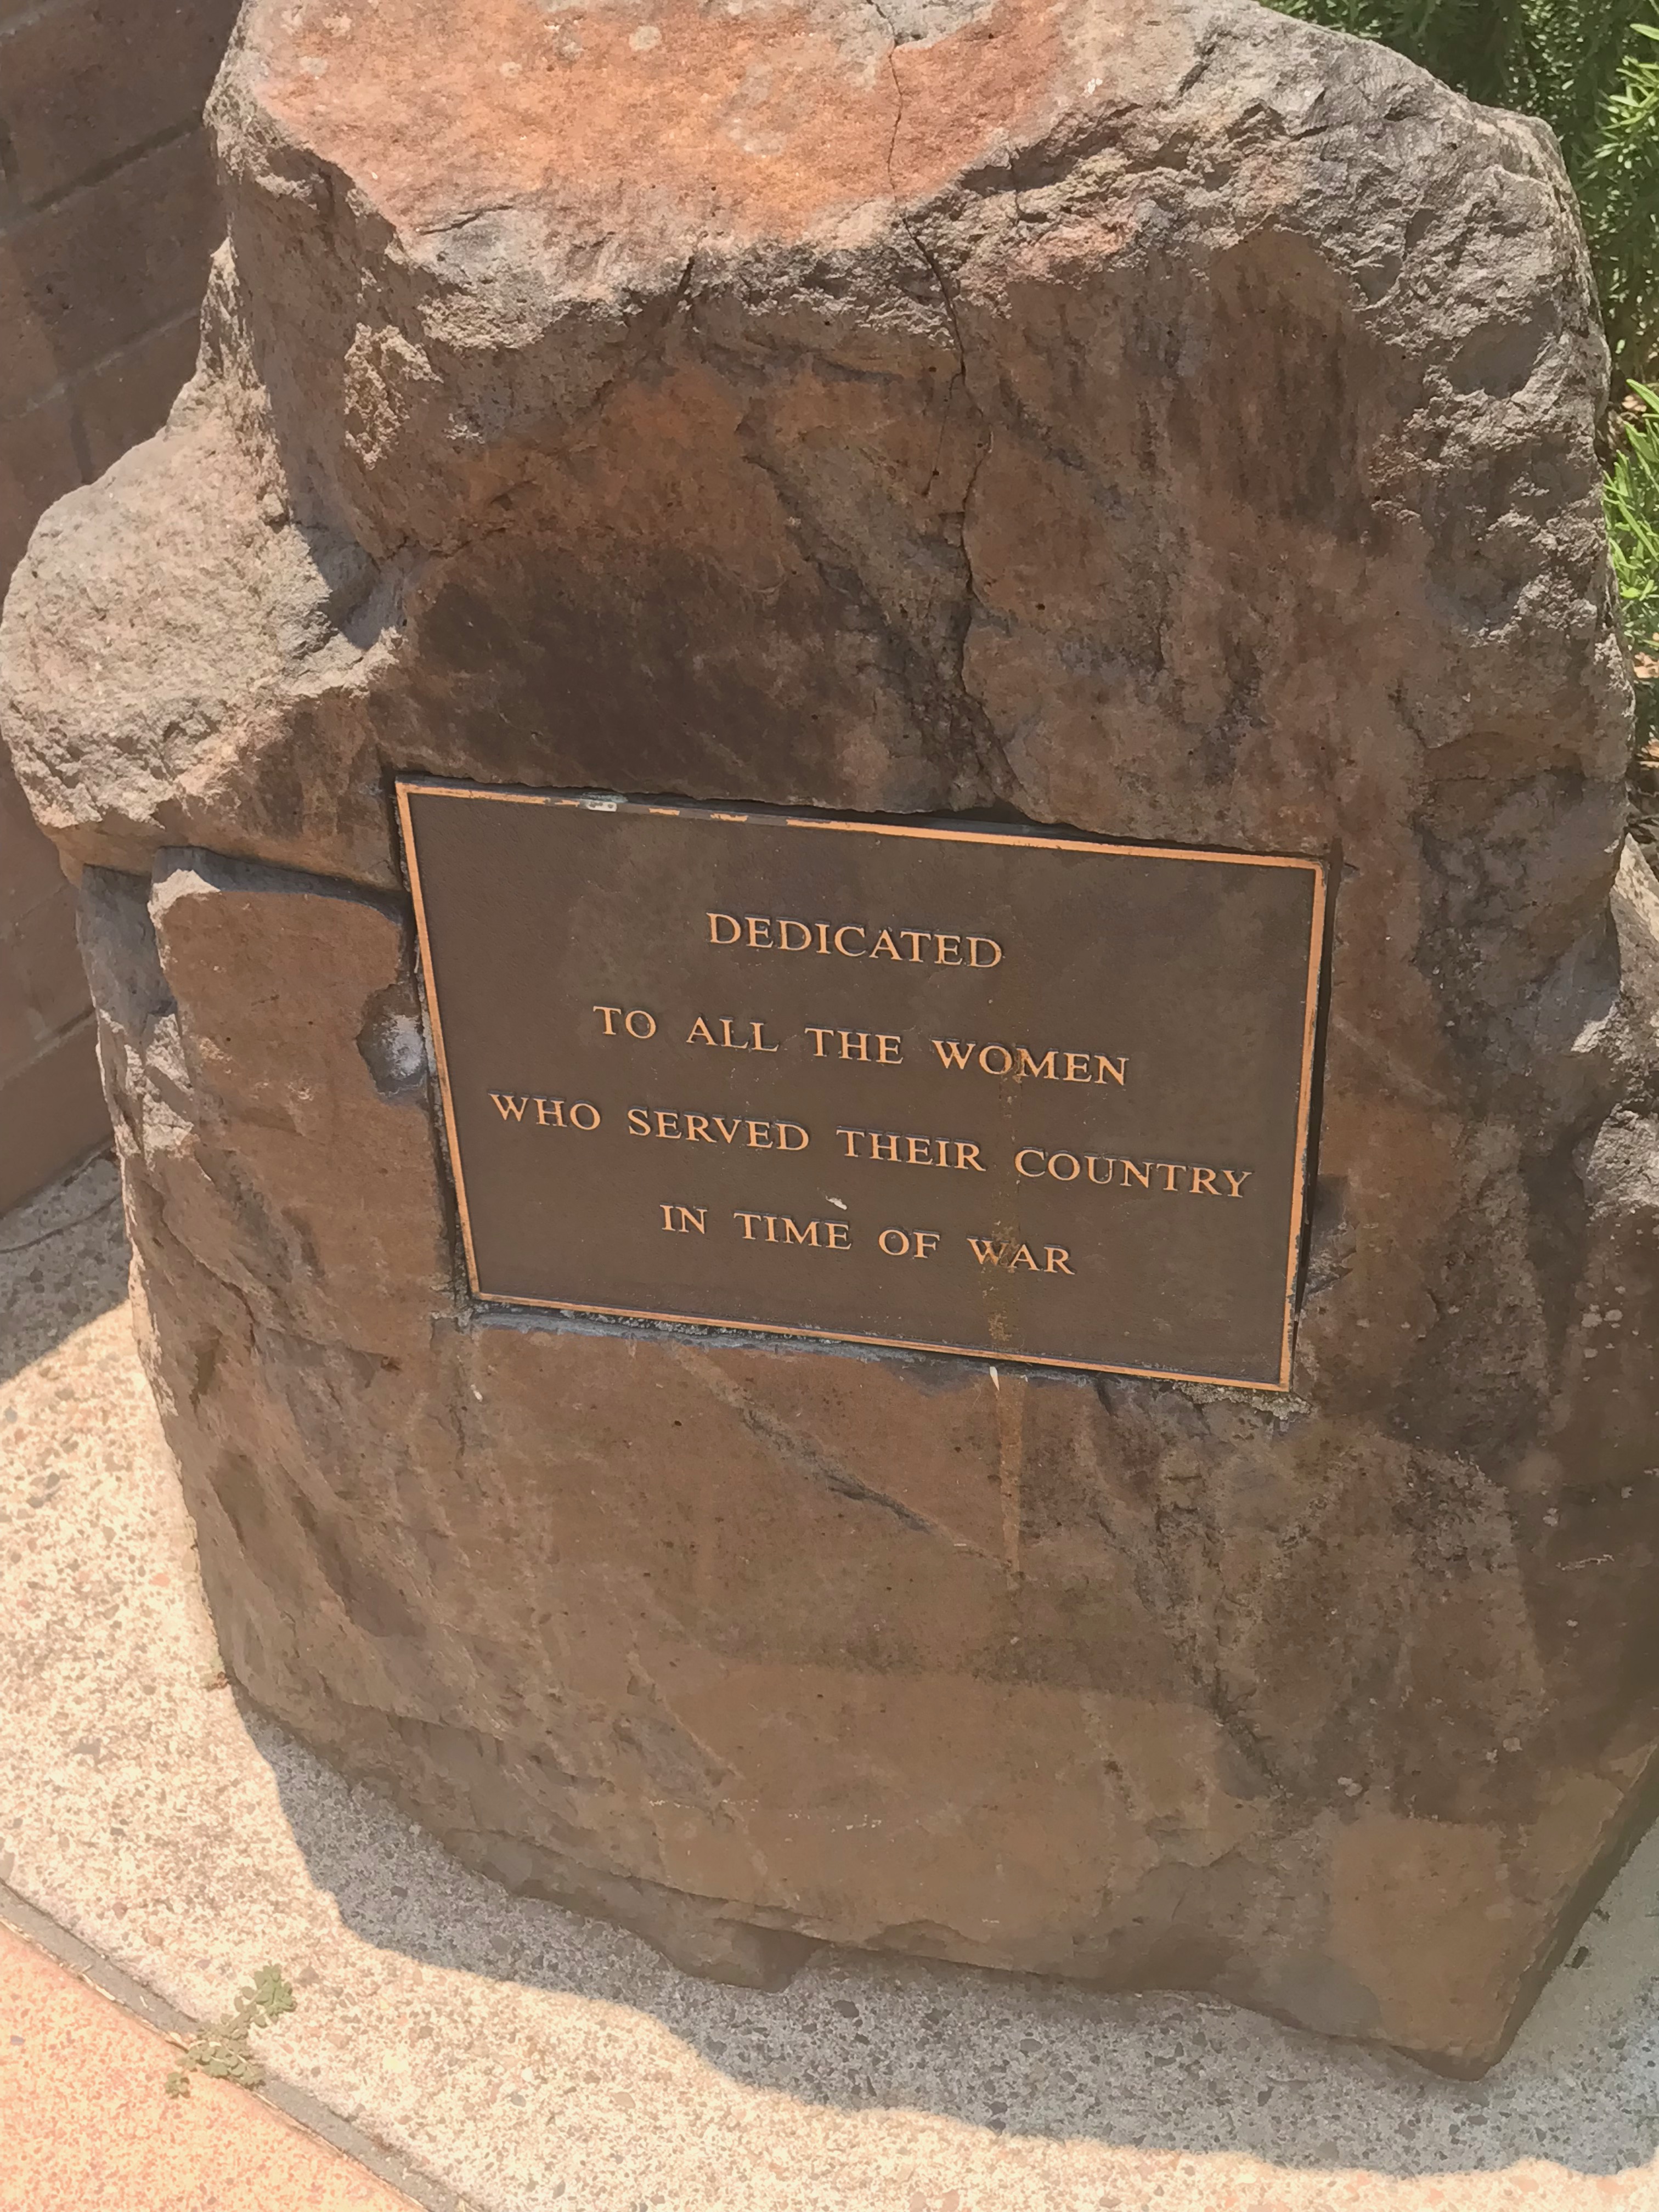 DEDICATED
TO ALL THE WOMEN
WHO SERVED THEIR COUNTRY
IN TIME OF WAR